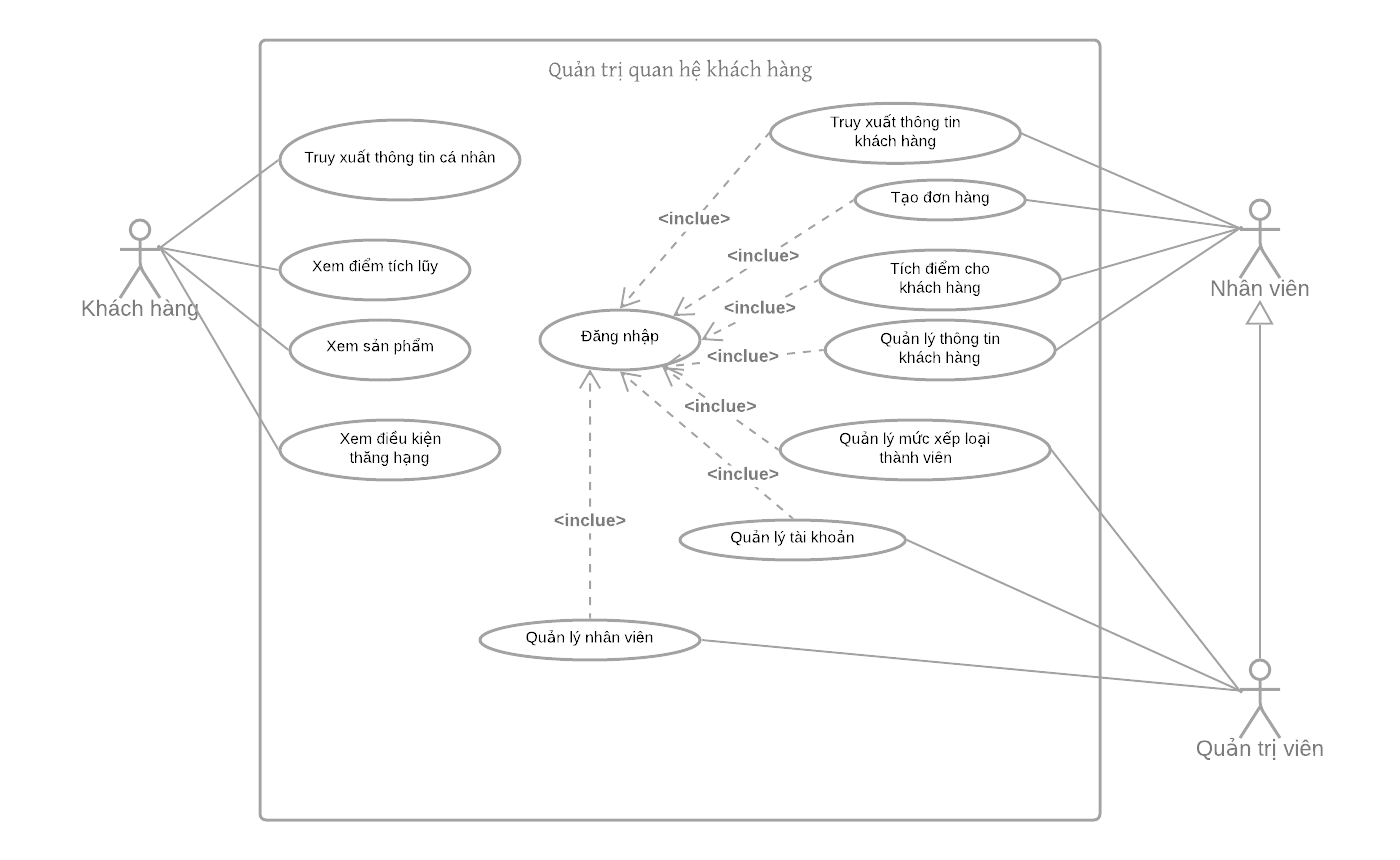 Quản trị quan hệ khách hàng
Truy xuất thông tin
khách hàng
Truy xuất thông tin cá nhân
Tạo đơn hàng
<inclue>
<inclue>
Xem điểm tích lũy
Tích điểm cho
khách hàng
Nhân viên
Khách hàng
<inclue>
Đăng nhập
Xem sản phẩm
Quản lý thông tin
khách hàng
<inclue>
<inclue>
Xem điều kiện
thăng hạng
Quản lý mức xếp loại
thành viên
<inclue>
<inclue>
Quản lý tài khoản
Quản lý nhân viên
Quản trị viên